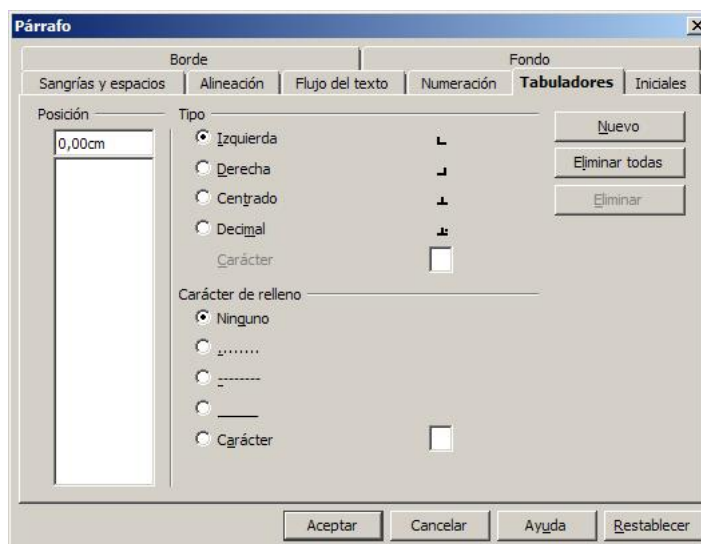 Párrafo
Borde Fondo
Sangrías y espacios Alineación Flujo del texto Numeración Tabuladores Iniciales
Posición Tipo
0,00cm Izquierda Nuevo
Derecha Eliminar todas
Centrado Eliminar
Decimal
Carácter
Carácter de relleno
Ninguno
........
--------
______
Carácter
Aceptar Cancelar Ayuda Restablecer